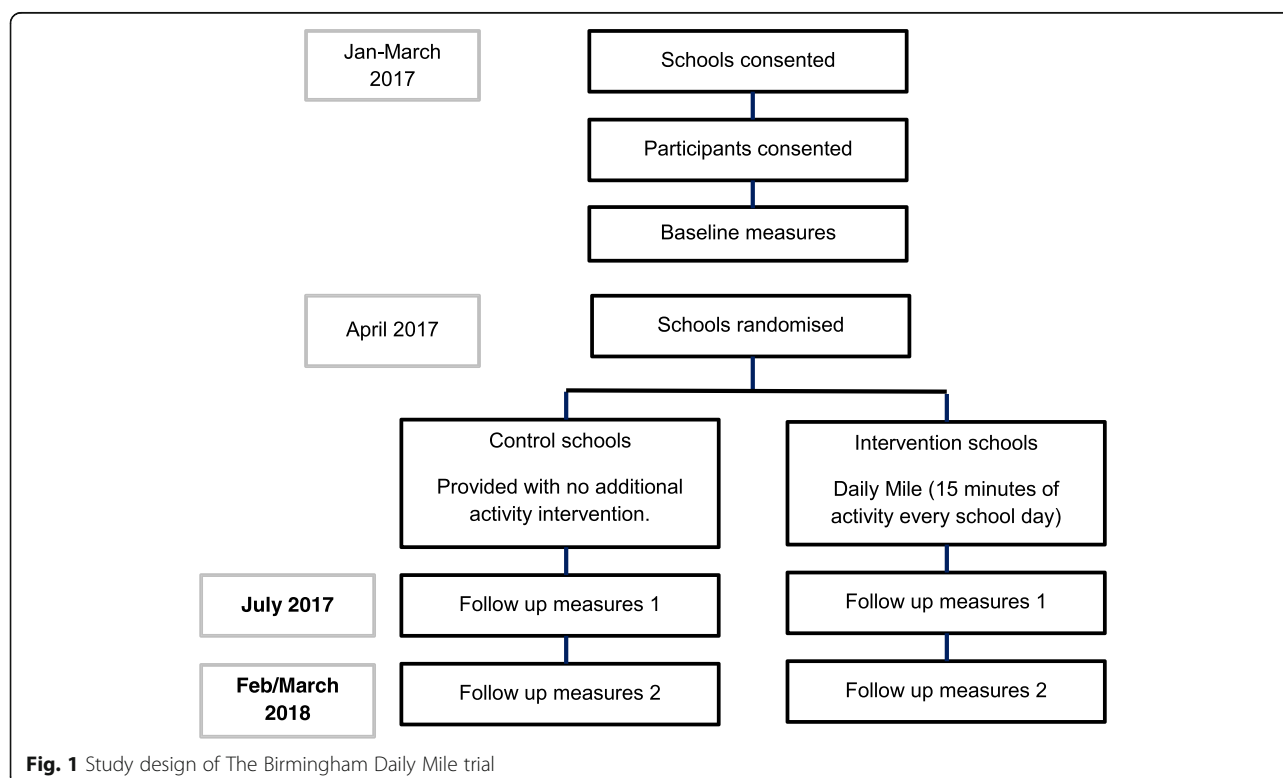 Jan-March
2017
Schools consented
Participants consented
Baseline measures
April 2017
Schools randomised
Control schools
Provided with no additional
activity intervention.
Intervention schools
Daily Mile (15 minutes of
activity every school day)
July 2017
Follow up measures 1
Follow up measures 1
Feb/March
2018
Follow up measures 2
Follow up measures 2
Fig. 1 Study design of The Birmingham Daily Mile trial